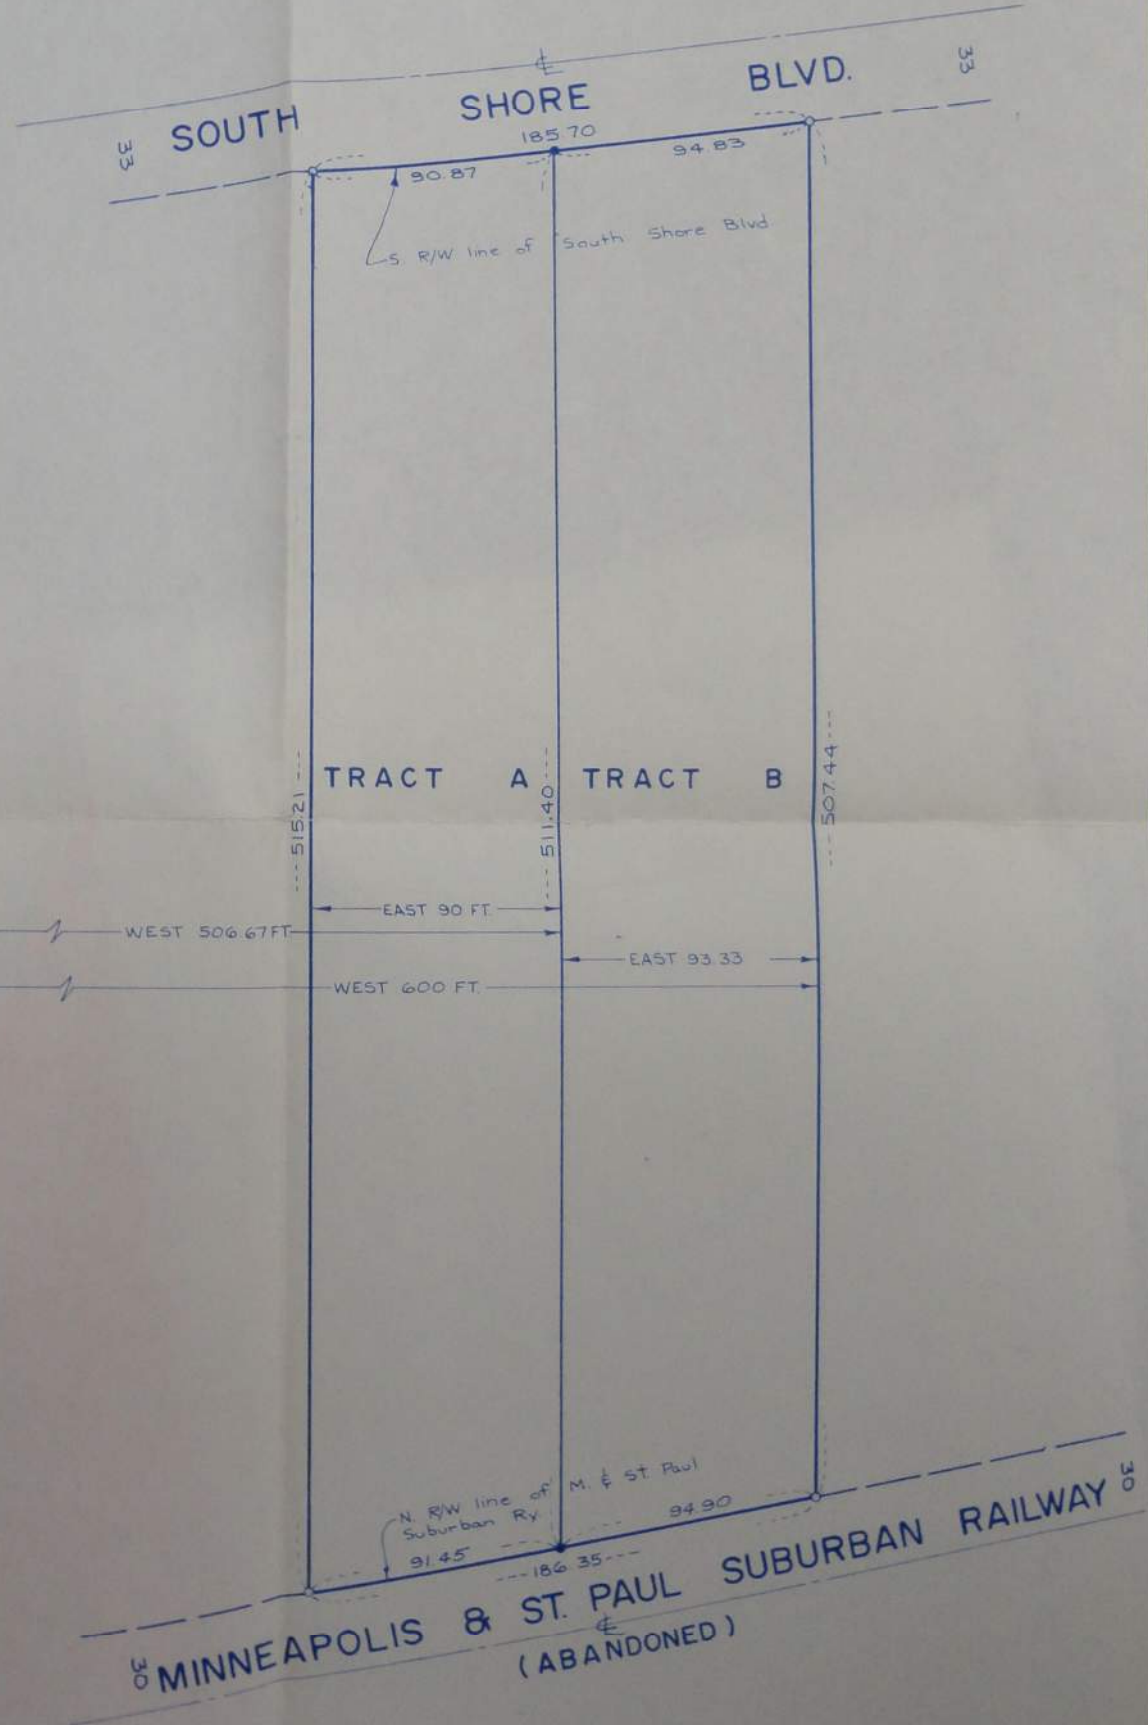 ℄
SOUTH SHORE BLVD.
33
33
185.70
90.87
94.83
S. R/W line of South Shore Blvd.
515.21
TRACT A
511.40
TRACT B
507.44
EAST 90 FT.
WEST 506.67 FT.
EAST 93.33
WEST 600 FT.
N. R/W line of M. & St. Paul
Suburban Ry.
91.45
94.90
186.35
30
30
MINNEAPOLIS & ST. PAUL SUBURBAN RAILWAY
℄
(ABANDONED)